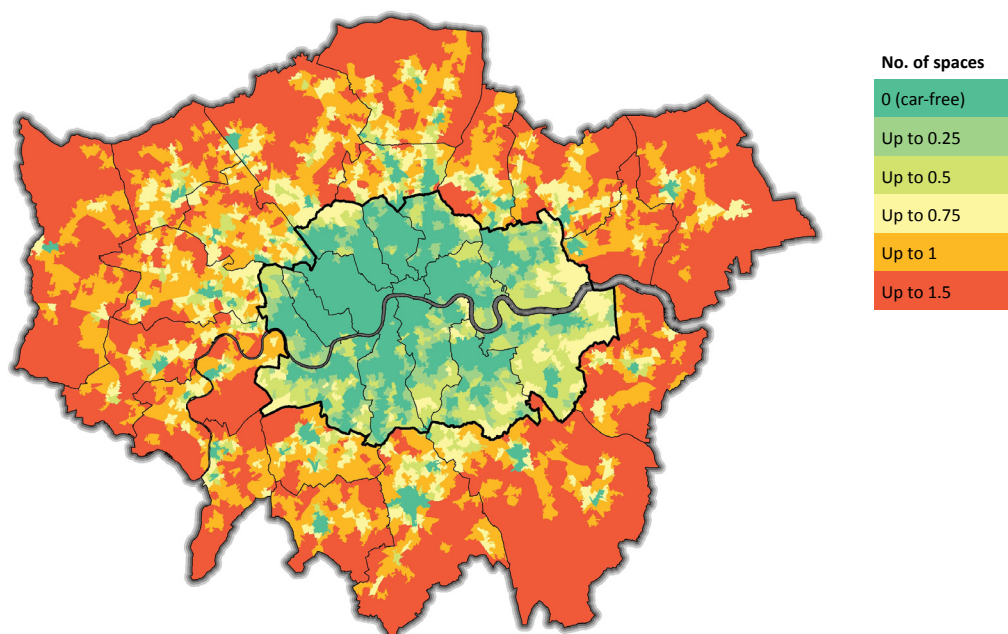 No. of spaces
0 (car-free)
Up to 0.25
Up to 0.5
Up to 0.75
Up to 1
Up to 1.5